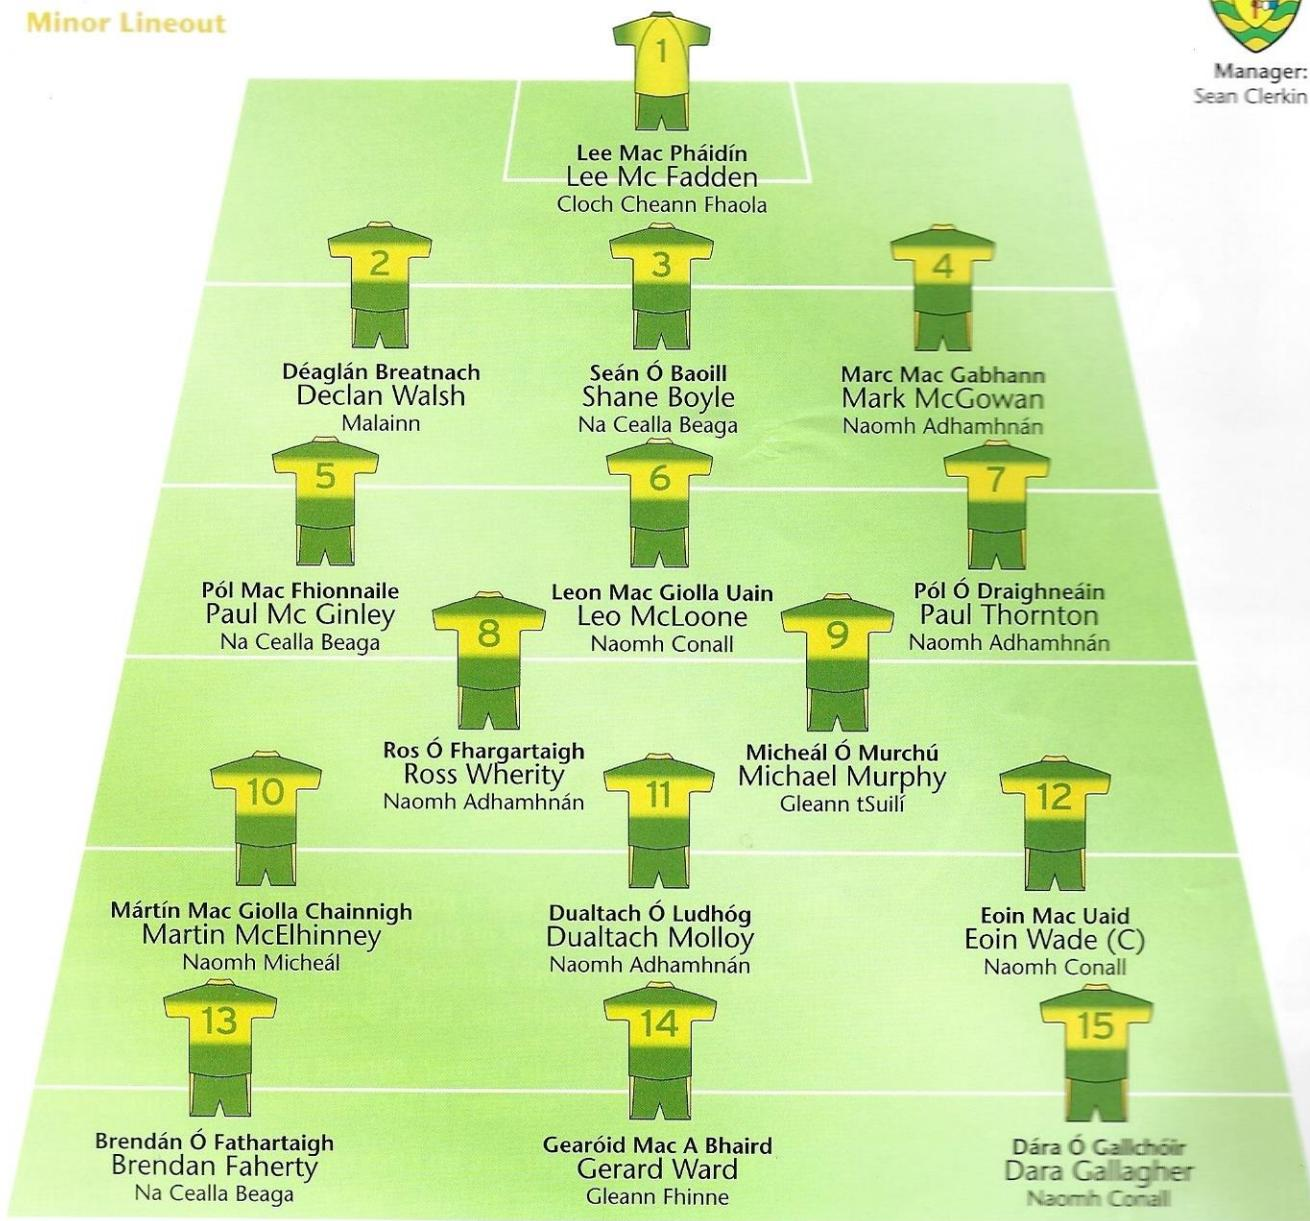 Minor Lineout
Manager:
Sean Clerkin
1
Lee Mac Pháidín
Lee Mc Fadden
Cloch Cheann Fhaola
2
Déaglán Breatnach
Declan Walsh
Malainn
3
Seán Ó Baoill
Shane Boyle
Na Cealla Beaga
4
Marc Mac Gabhann
Mark McGowan
Naomh Adhamhnán
5
Pól Mac Fhionnaile
Paul Mc Ginley
Na Cealla Beaga
6
Leon Mac Giolla Uain
Leo McLoone
Naomh Conall
7
Pól Ó Draighneáin
Paul Thornton
Naomh Adhamhnán
8
Ros Ó Fhargartaigh
Ross Wherity
Naomh Adhamhnán
9
Micheál Ó Murchú
Michael Murphy
Gleann tSuilí
10
Mártín Mac Giolla Chainnigh
Martin McElhinney
Naomh Micheál
11
Dualtach Ó Ludhóg
Dualtach Molloy
Naomh Adhamhnán
12
Eoin Mac Uaid
Eoin Wade (C)
Naomh Conall
13
Brendán Ó Fathartaigh
Brendan Faherty
Na Cealla Beaga
14
Gearóid Mac A Bhaird
Gerard Ward
Gleann Fhinne
15
Dára Ó Gallchóir
Dara Gallagher
Naomh Conall